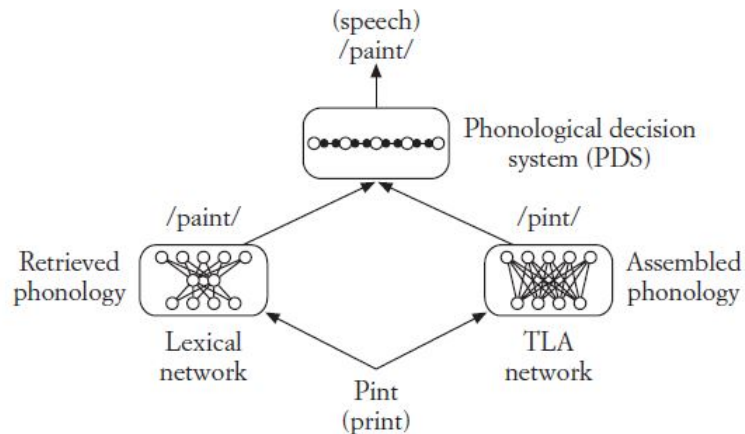 (speech)
/paint/
Phonological decision
system (PDS)
/paint/
/pint/
Retrieved
phonology
Assembled
phonology
Lexical
network
TLA
network
Pint
(print)